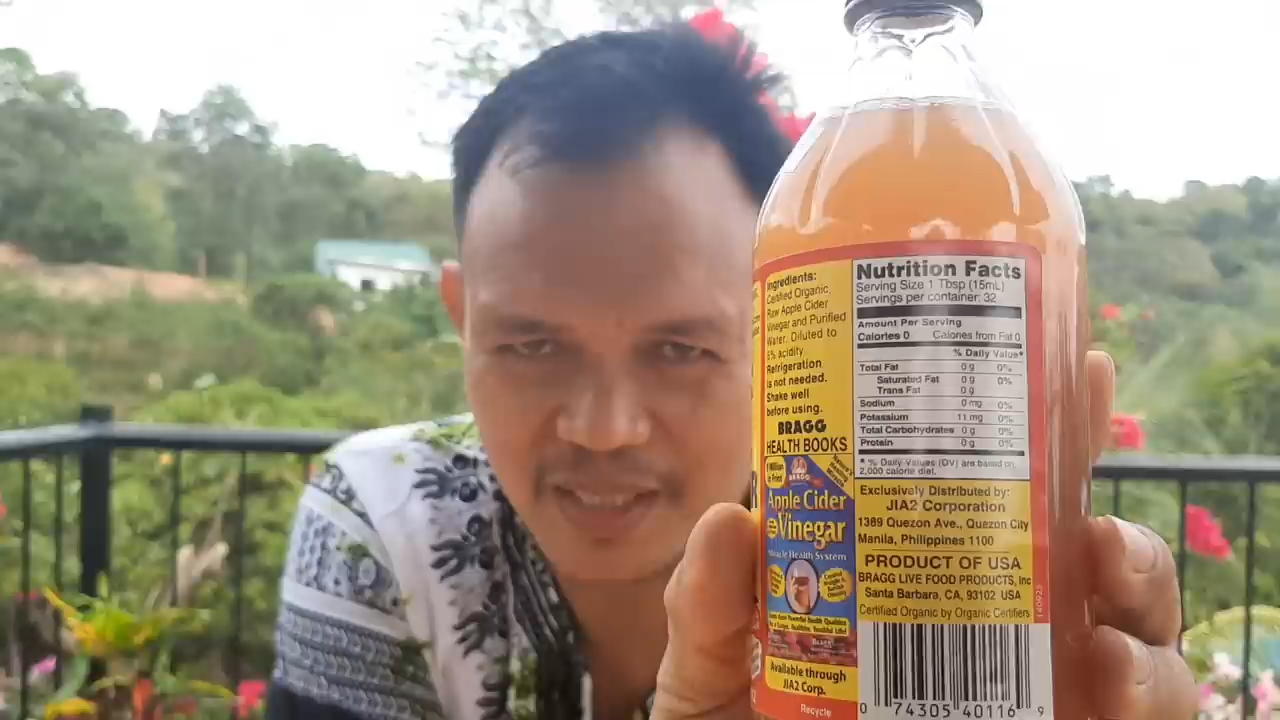 Ingredients:
Certified Organic,
Raw Apple Cider
Vinegar and Purified
Water. Diluted to
5% acidity
Refrigeration
is not needed.
Shake well
before using.
BRAGG
HEALTH BOOKS
BRAGG
Apple Cider
Vinegar
Miracle Health System
Available through
JIA2 Corp.
Recycle
Nutrition Facts
Serving Size 1 Tbsp (15mL)
Servings per container: 32
Amount Per Serving
Calories 0 Calories from Fat 0
% Daily Value*
Total Fat 0 g 0%
Saturated Fat 0 g 0%
Trans Fat 0 g
Sodium 0 mg 0%
Potassium 11 mg 0%
Total Carbohydrates 0 g 0%
Protein 0 g 0%
* % Daily Values (DV) are based on
2,000 calorie diet.
Exclusively Distributed by:
JIA2 Corporation
1389 Quezon Ave., Quezon City
Manila, Philippines 1100
PRODUCT OF USA
BRAGG LIVE FOOD PRODUCTS, Inc
Santa Barbara, CA, 93102 USA
Certified Organic by Organic Certifiers
0 74305 40116 9